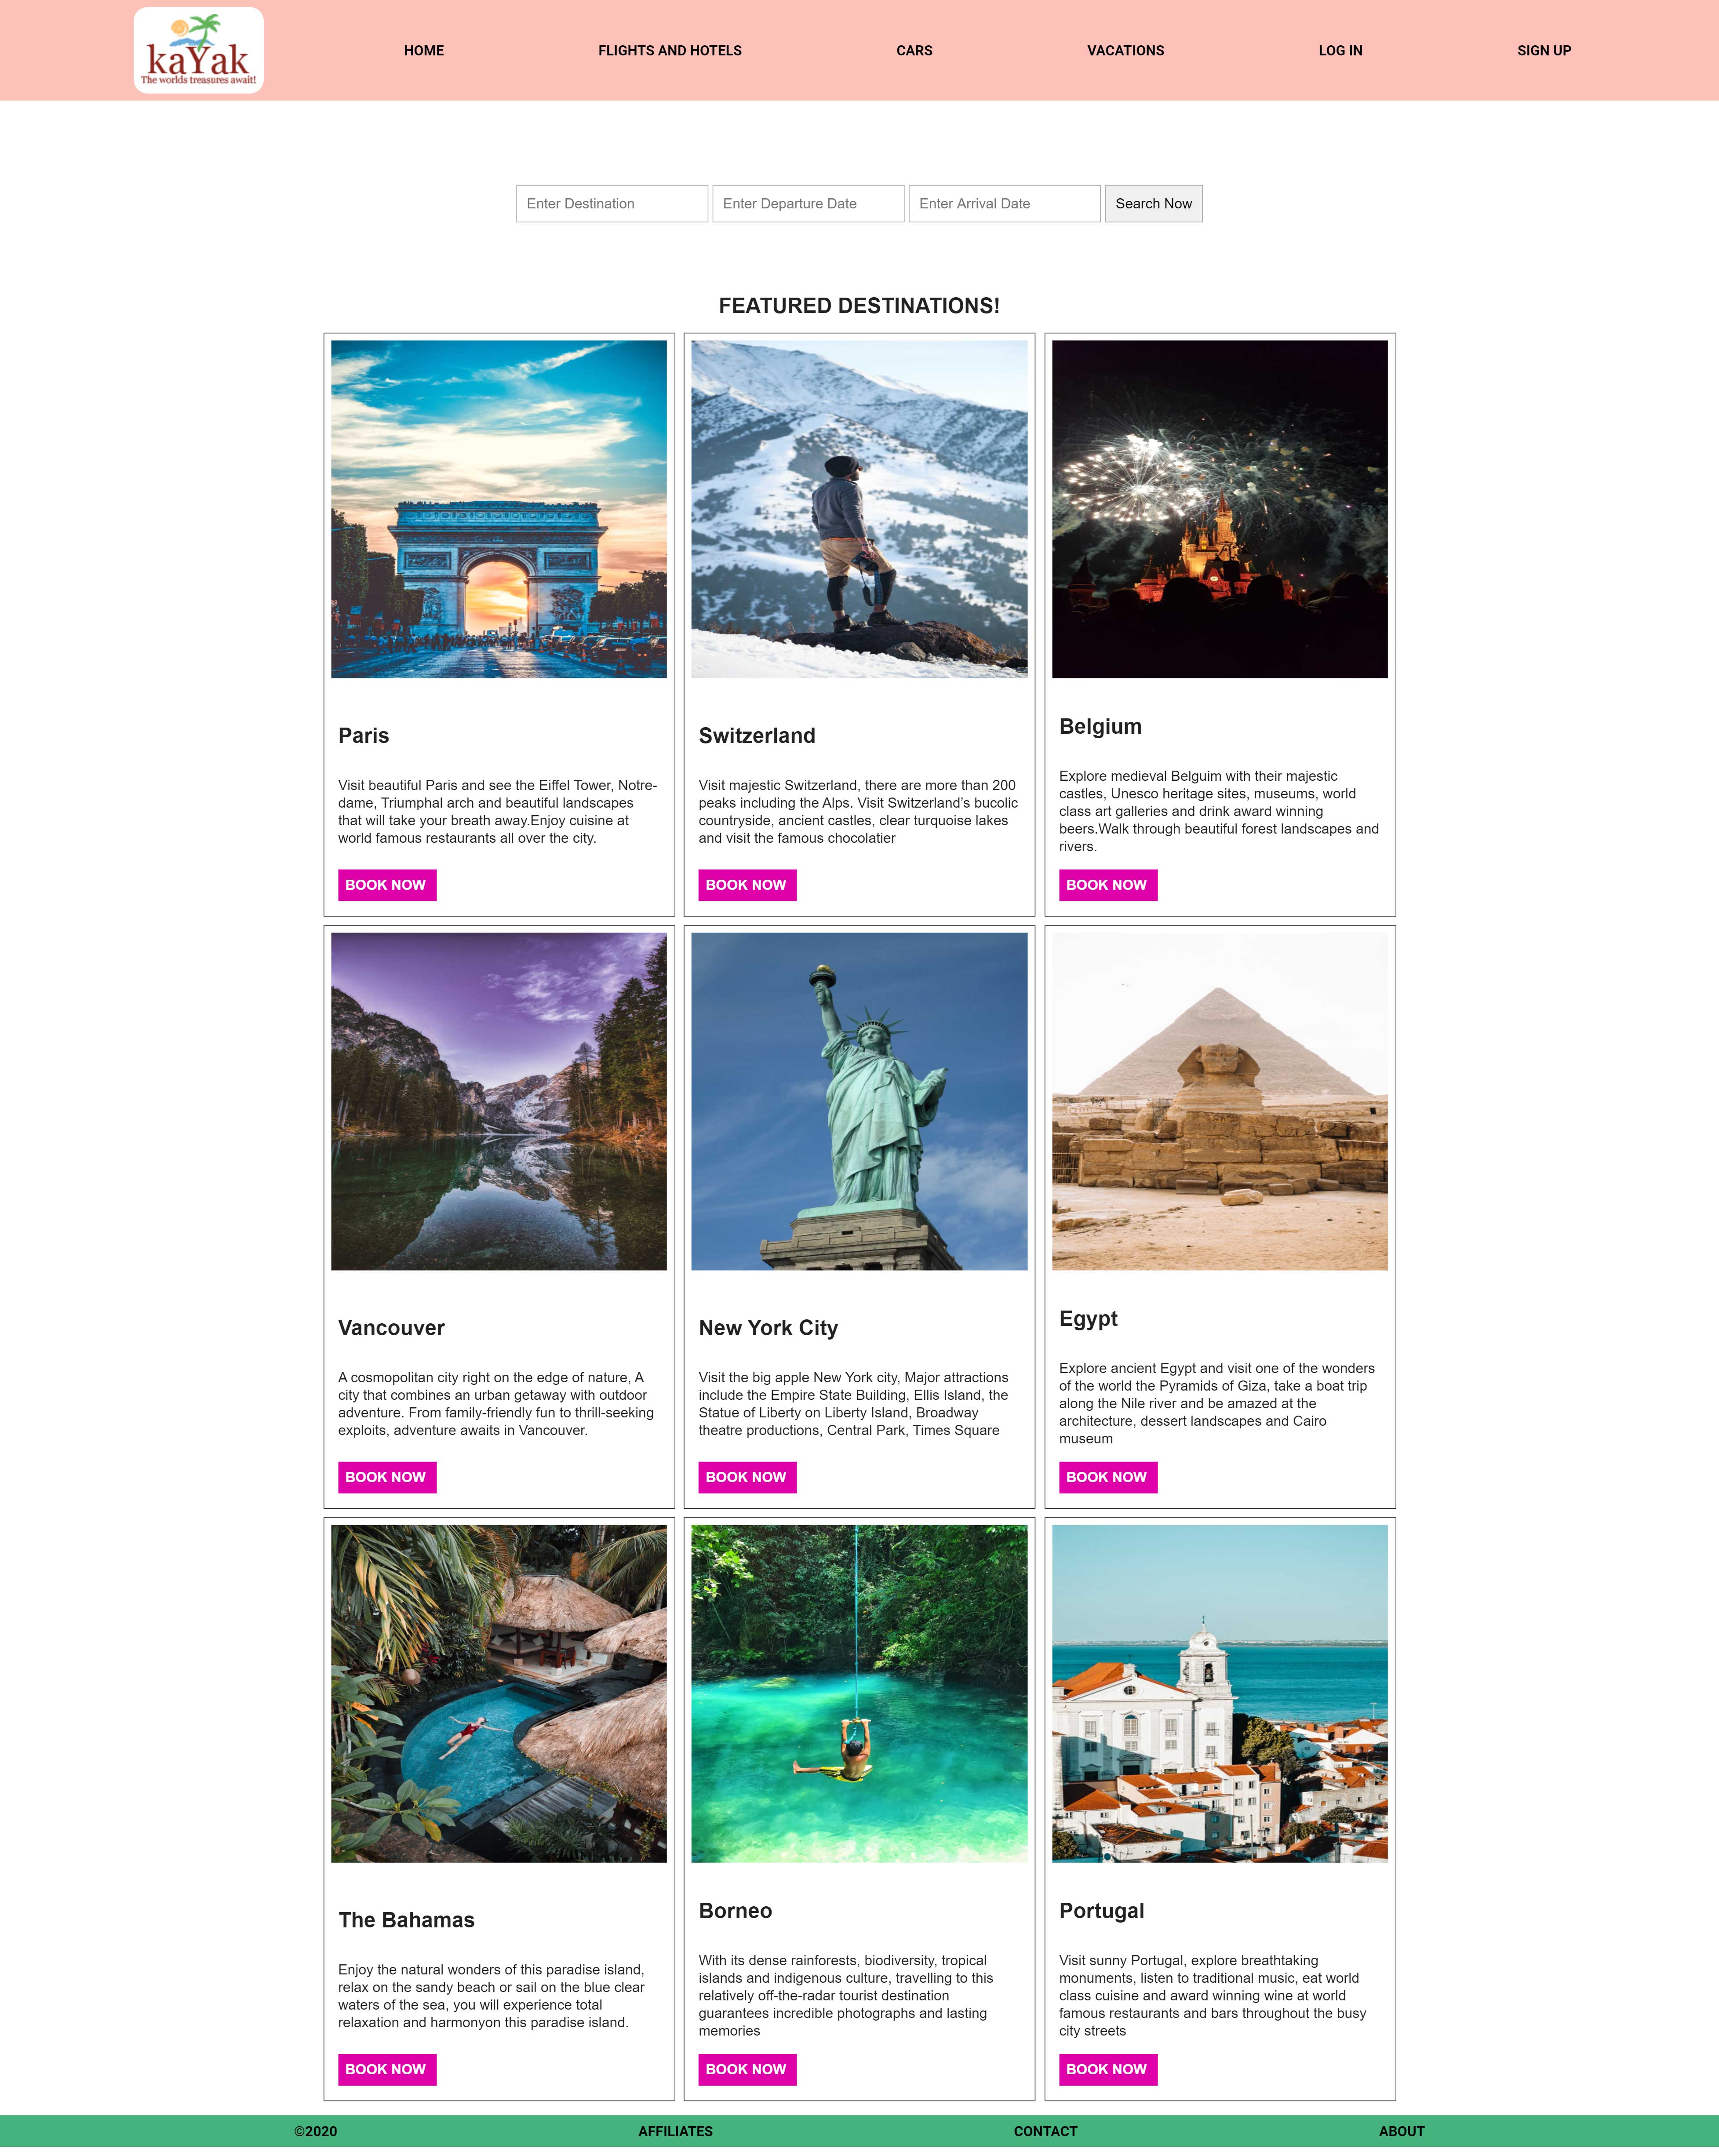 kaYak
The worlds treasures await!
HOME
FLIGHTS AND HOTELS
CARS
VACATIONS
LOG IN
SIGN UP
Enter Destination
Enter Departure Date
Enter Arrival Date
Search Now
FEATURED DESTINATIONS!
Paris
Visit beautiful Paris and see the Eiffel Tower, Notre-
dame, Triumphal arch and beautiful landscapes
that will take your breath away.Enjoy cuisine at
world famous restaurants all over the city.
BOOK NOW
Switzerland
Visit majestic Switzerland, there are more than 200
peaks including the Alps. Visit Switzerland’s bucolic
countryside, ancient castles, clear turquoise lakes
and visit the famous chocolatier
BOOK NOW
Belgium
Explore medieval Belguim with their majestic
castles, Unesco heritage sites, museums, world
class art galleries and drink award winning
beers.Walk through beautiful forest landscapes and
rivers.
BOOK NOW
Vancouver
A cosmopolitan city right on the edge of nature, A
city that combines an urban getaway with outdoor
adventure. From family-friendly fun to thrill-seeking
exploits, adventure awaits in Vancouver.
BOOK NOW
New York City
Visit the big apple New York city, Major attractions
include the Empire State Building, Ellis Island, the
Statue of Liberty on Liberty Island, Broadway
theatre productions, Central Park, Times Square
BOOK NOW
Egypt
Explore ancient Egypt and visit one of the wonders
of the world the Pyramids of Giza, take a boat trip
along the Nile river and be amazed at the
architecture, dessert landscapes and Cairo
museum
BOOK NOW
The Bahamas
Enjoy the natural wonders of this paradise island,
relax on the sandy beach or sail on the blue clear
waters of the sea, you will experience total
relaxation and harmonyon this paradise island.
BOOK NOW
Borneo
With its dense rainforests, biodiversity, tropical
islands and indigenous culture, travelling to this
relatively off-the-radar tourist destination
guarantees incredible photographs and lasting
memories
BOOK NOW
Portugal
Visit sunny Portugal, explore breathtaking
monuments, listen to traditional music, eat world
class cuisine and award winning wine at world
famous restaurants and bars throughout the busy
city streets
BOOK NOW
©2020
AFFILIATES
CONTACT
ABOUT